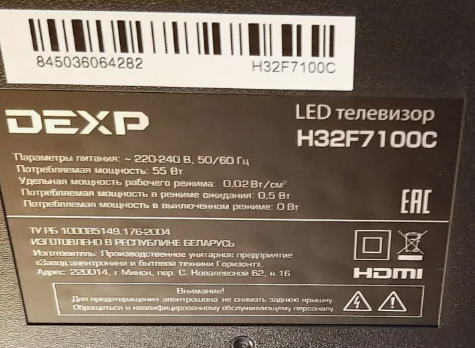 845036064282 H32F7100C
DEXP
LED телевизор
H32F7100C
Параметры питания: ~ 220-240 В, 50/60 Гц
Потребляемая мощность: 55 Вт
Удельная мощность рабочего режима: 0,02 Вт/см²
Потребляемая мощность в режиме ожидания: 0,5 Вт
Потребляемая мощность в выключенном режиме: 0 Вт
EAC
ТУ РБ 100085149.176-2004
ИЗГОТОВЛЕНО В РЕСПУБЛИКЕ БЕЛАРУСЬ
Изготовитель: Производственное унитарное предприятие
«Завод электроники и бытовой техники Горизонт».
Адрес: 220014, г Минск, пер. С. Ковалевской 62, к. 16
HDMI
Внимание!
Для предотвращения электрошока не снимать заднюю крышку
Обращаться к квалифицированному обслуживающему персоналу